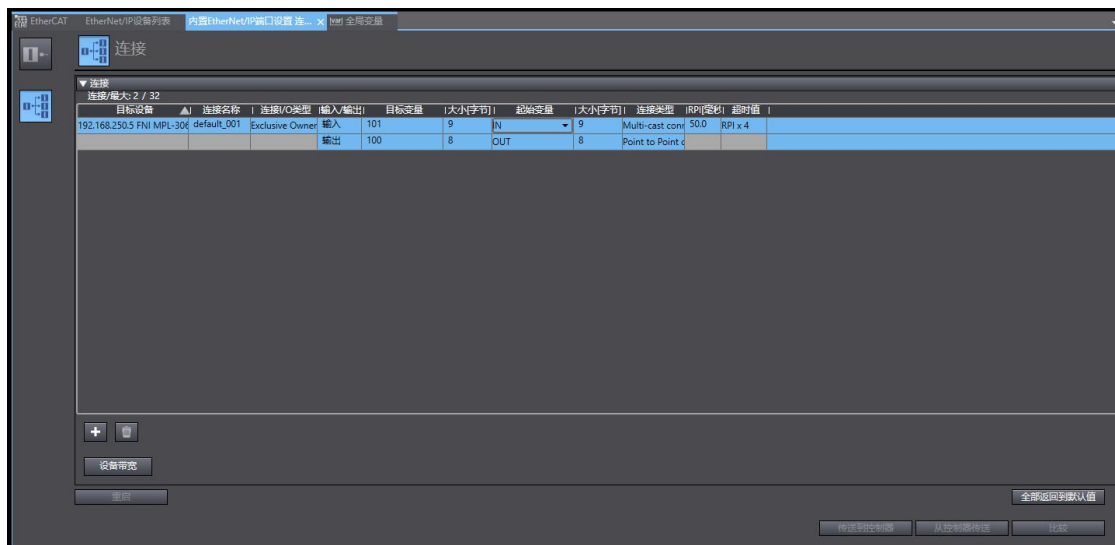 EtherCAT EtherNet/IP设备列表 内置EtherNet/IP端口设置 连... x 全局变量
连接
▼连接
连接/最大: 2 / 32
目标设备 连接名称 连接I/O类型 输入/输出 目标变量 大小[字节] 起始变量 大小[字节] 连接类型 RPI[毫秒] 超时值
192.168.250.5 FNI MPL-306 default_001 Exclusive Owner 输入 101 9 IN 9 Multi-cast conn 50.0 RPI x 4
输出 100 8 OUT 8 Point to Point c
+
设备带宽
重启 全部返回到默认值
传送到控制器 从控制器传送 比较